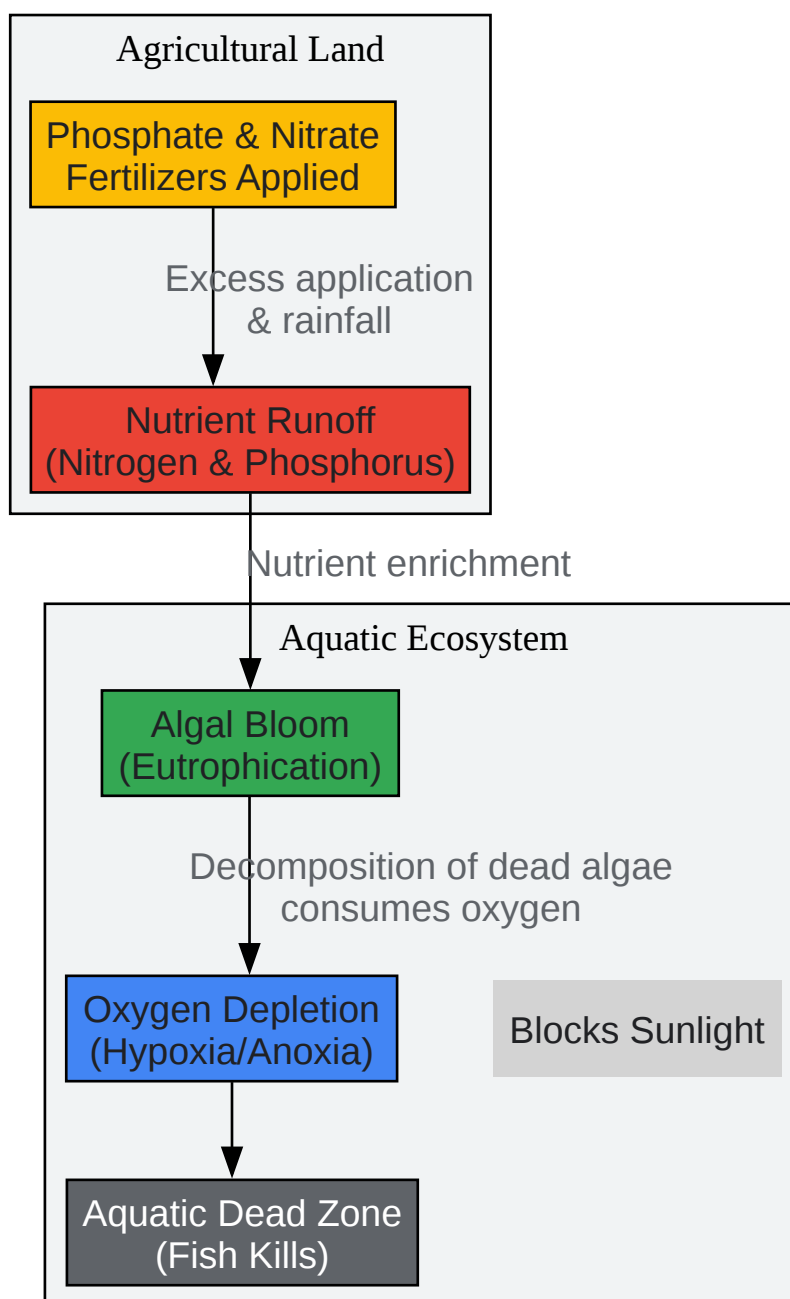 Agricultural Land
Phosphate & Nitrate
Fertilizers Applied
Excess application
& rainfall
Nutrient Runoff
(Nitrogen & Phosphorus)
Nutrient enrichment
Aquatic Ecosystem
Algal Bloom
(Eutrophication)
Decomposition of dead algae
consumes oxygen
Oxygen Depletion
(Hypoxia/Anoxia)
Blocks Sunlight
Aquatic Dead Zone
(Fish Kills)